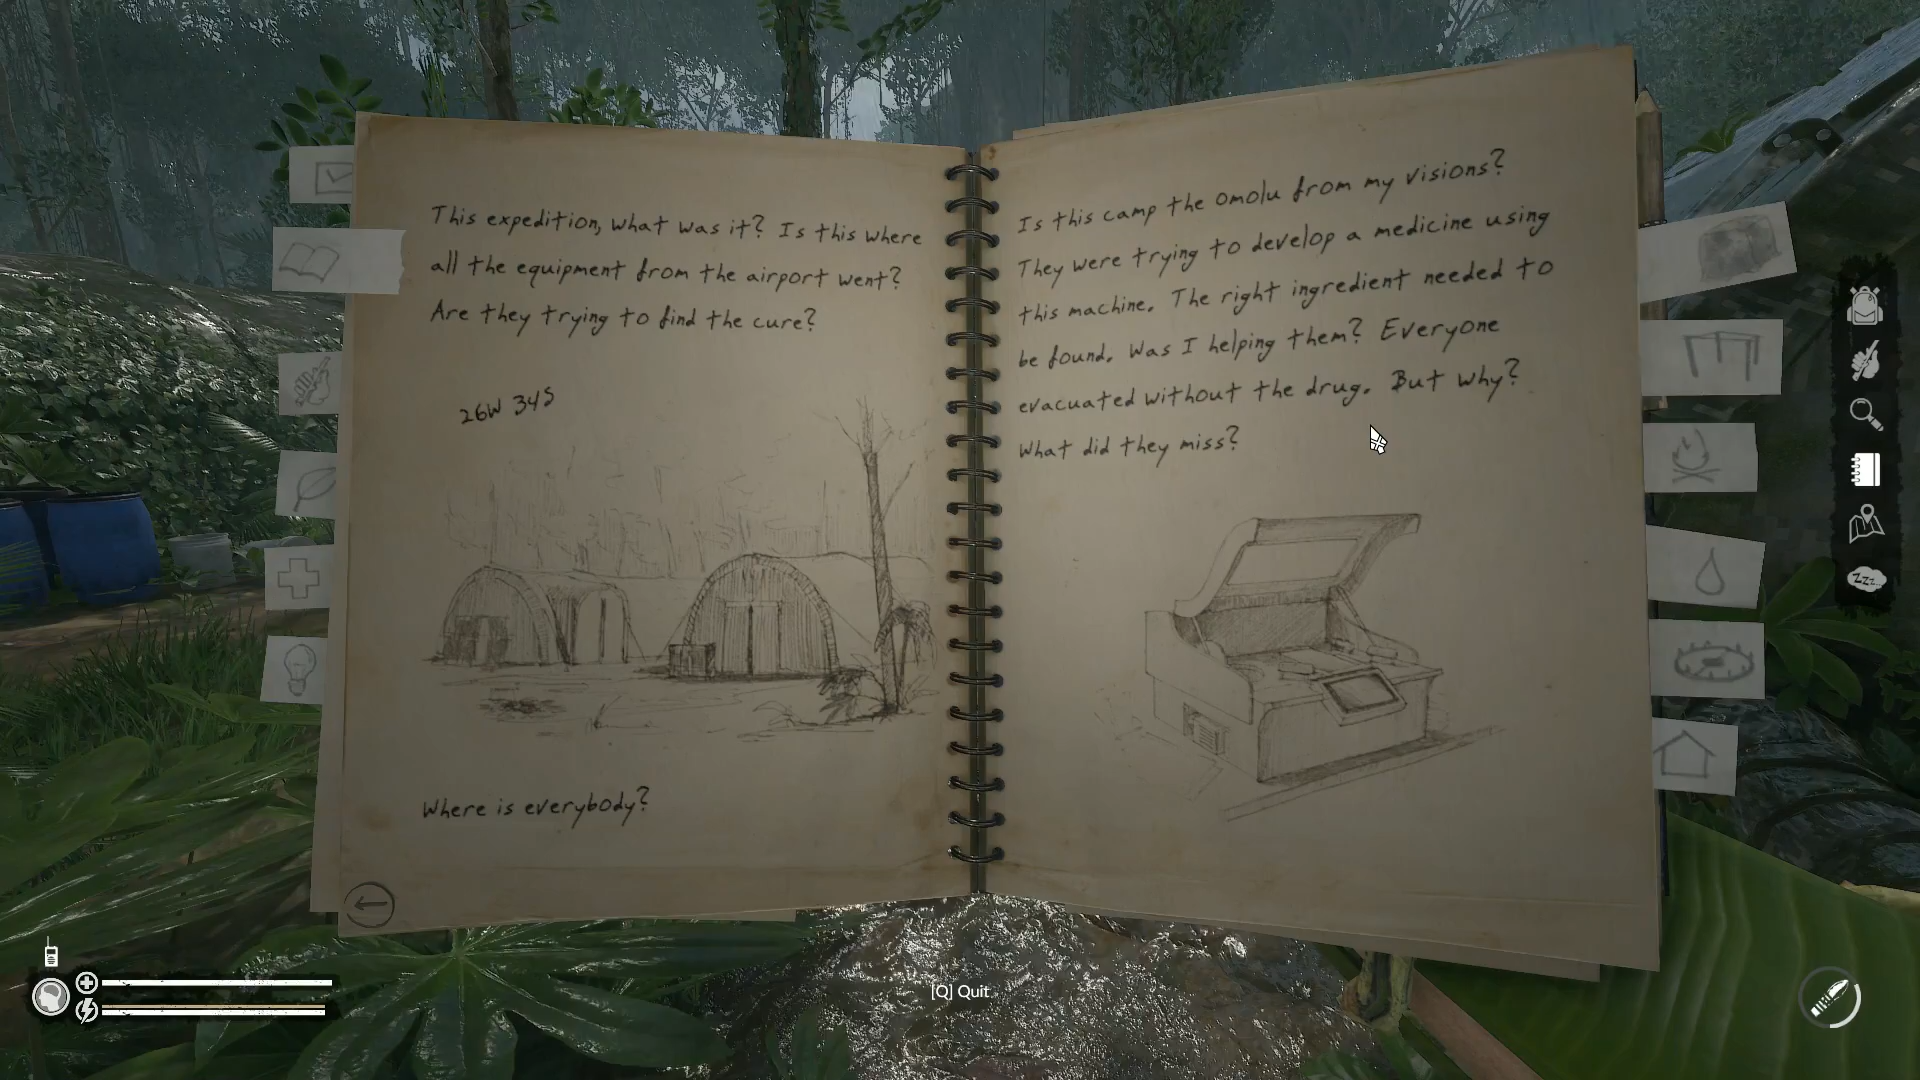 This expedition, what was it? Is this where
all the equipment from the airport went?
Are they trying to find the cure?
26W 34S
Where is everybody?
Is this camp the omolu from my visions?
They were trying to develop a medicine using
this machine. The right ingredient needed to
be found. Was I helping them? Everyone
evacuated without the drug. But why?
What did they miss?
[Q] Quit
ZZZ